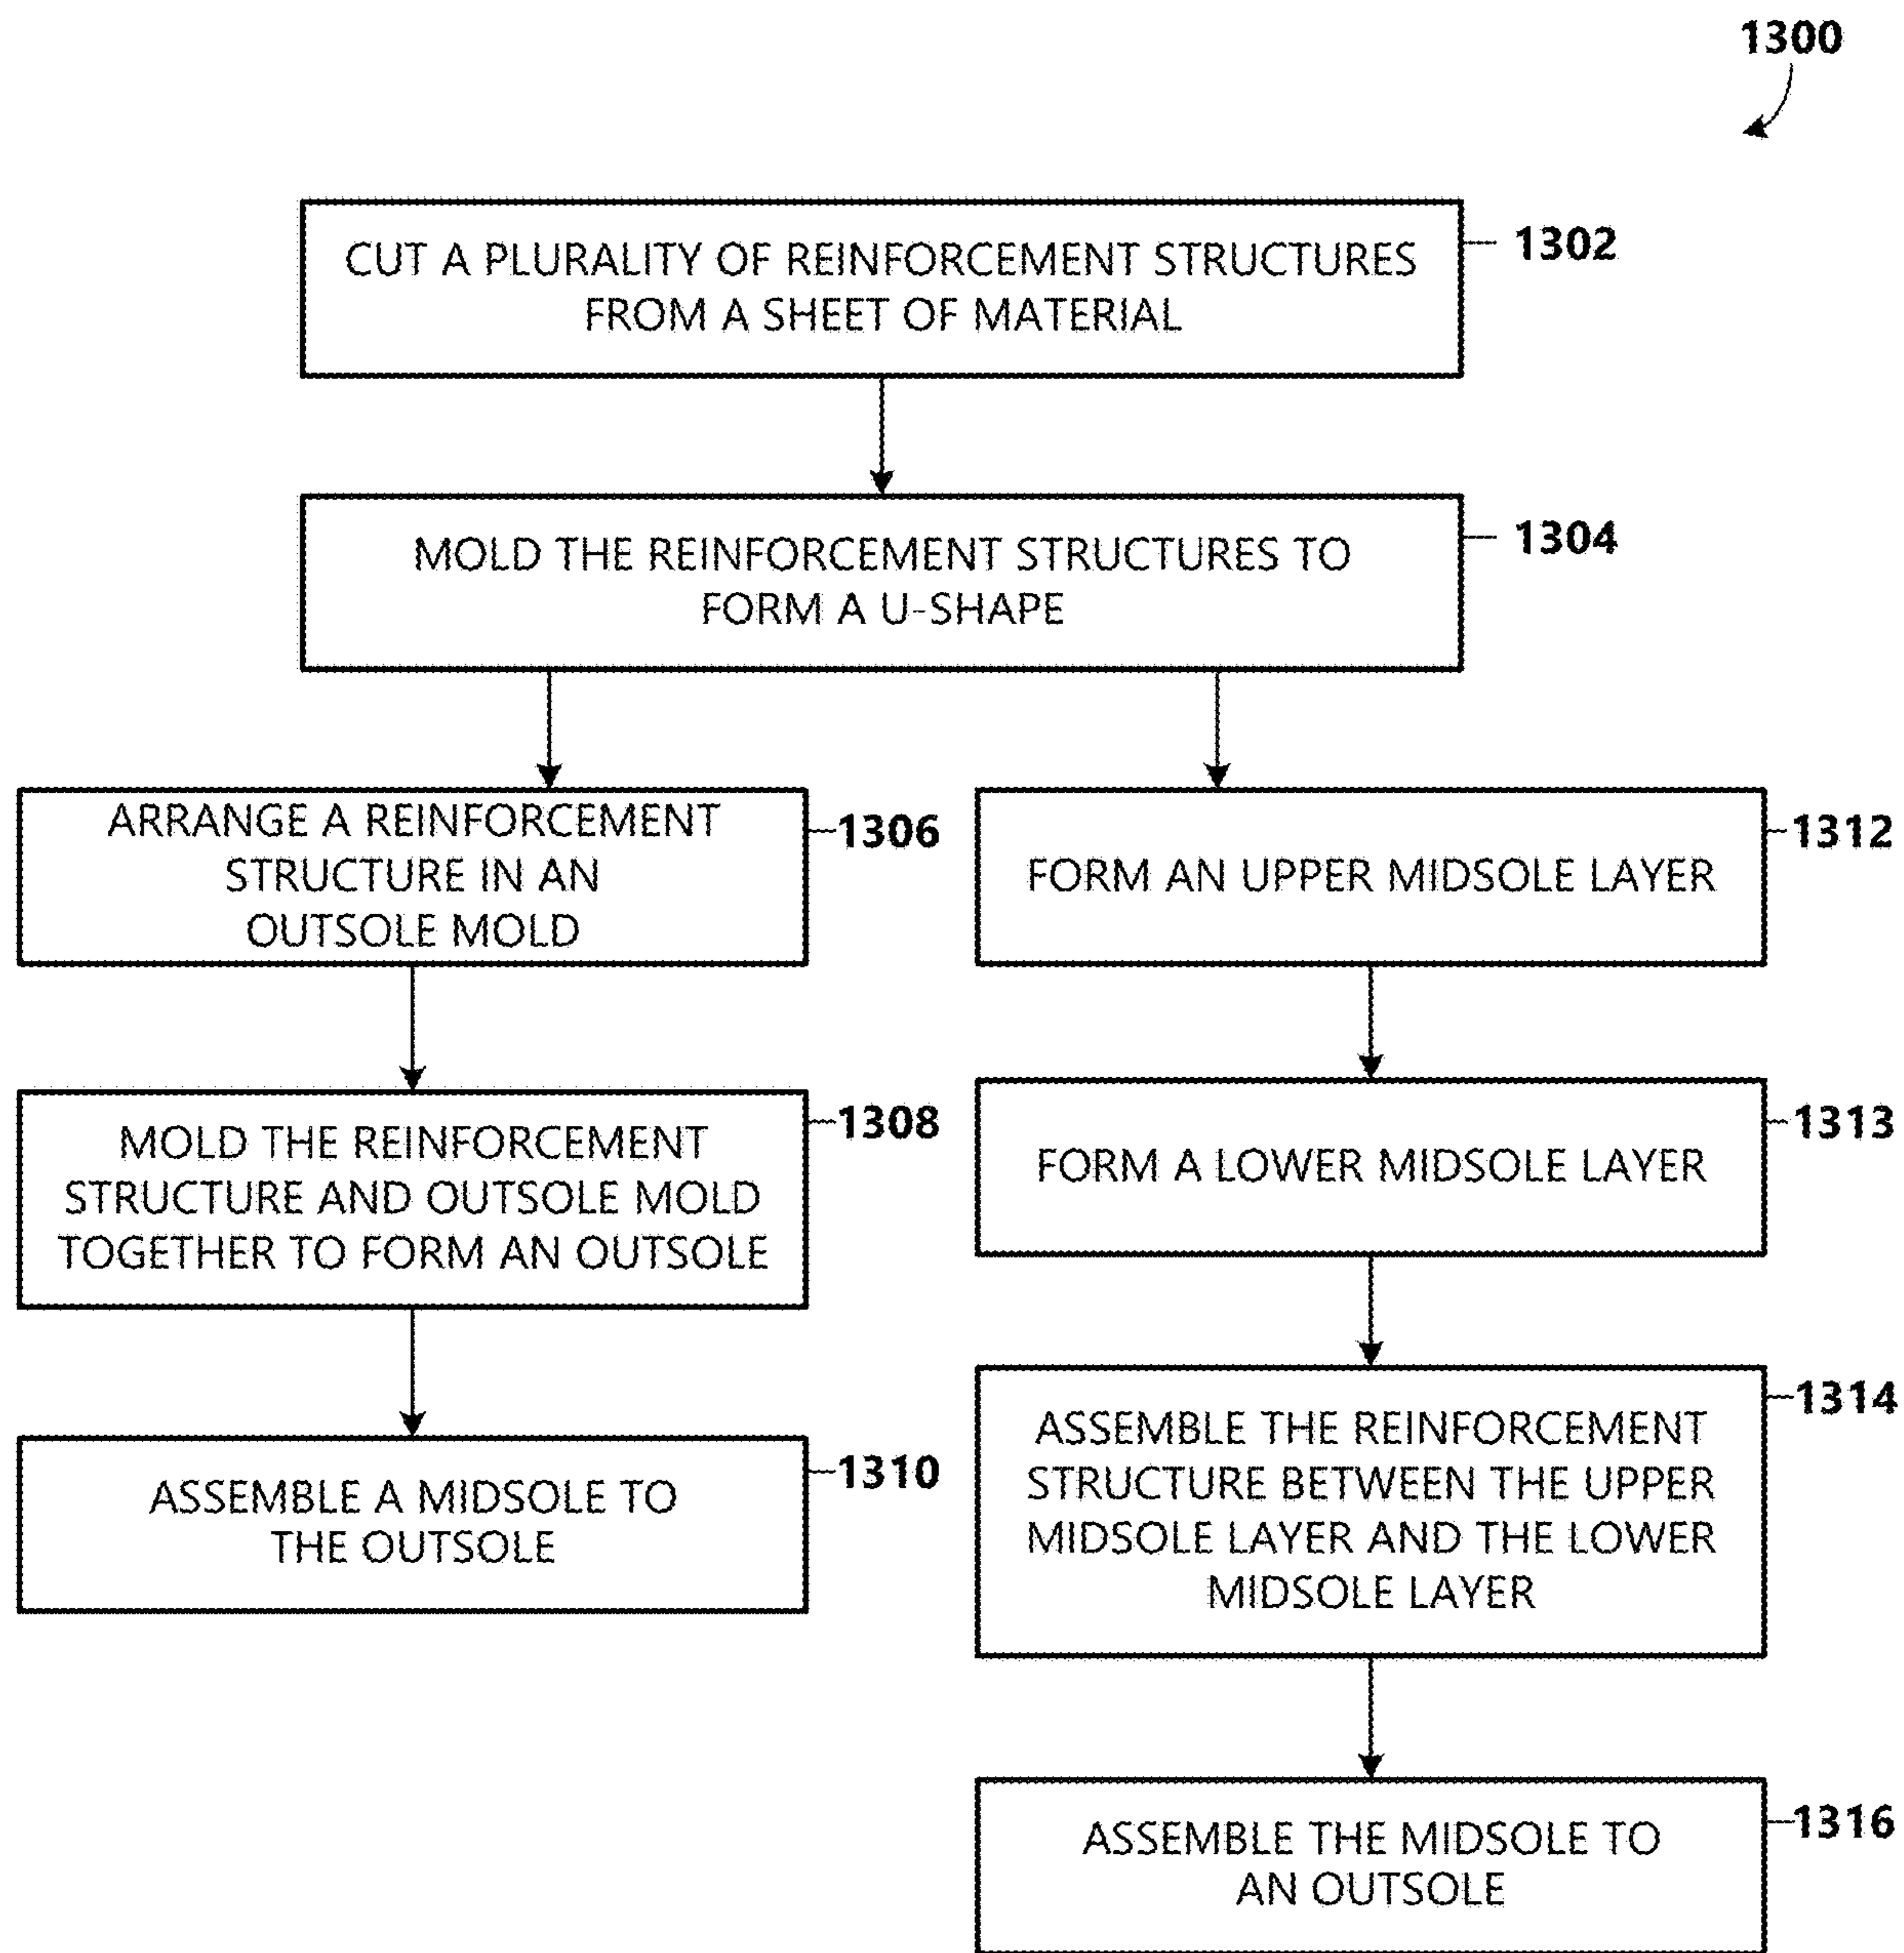 1300
CUT A PLURALITY OF REINFORCEMENT STRUCTURES
FROM A SHEET OF MATERIAL
1302
MOLD THE REINFORCEMENT STRUCTURES TO
FORM A U-SHAPE
1304
ARRANGE A REINFORCEMENT
STRUCTURE IN AN
OUTSOLE MOLD
1306
MOLD THE REINFORCEMENT
STRUCTURE AND OUTSOLE MOLD
TOGETHER TO FORM AN OUTSOLE
1308
ASSEMBLE A MIDSOLE TO
THE OUTSOLE
1310
FORM AN UPPER MIDSOLE LAYER
1312
FORM A LOWER MIDSOLE LAYER
1313
ASSEMBLE THE REINFORCEMENT
STRUCTURE BETWEEN THE UPPER
MIDSOLE LAYER AND THE LOWER
MIDSOLE LAYER
1314
ASSEMBLE THE MIDSOLE TO
AN OUTSOLE
1316